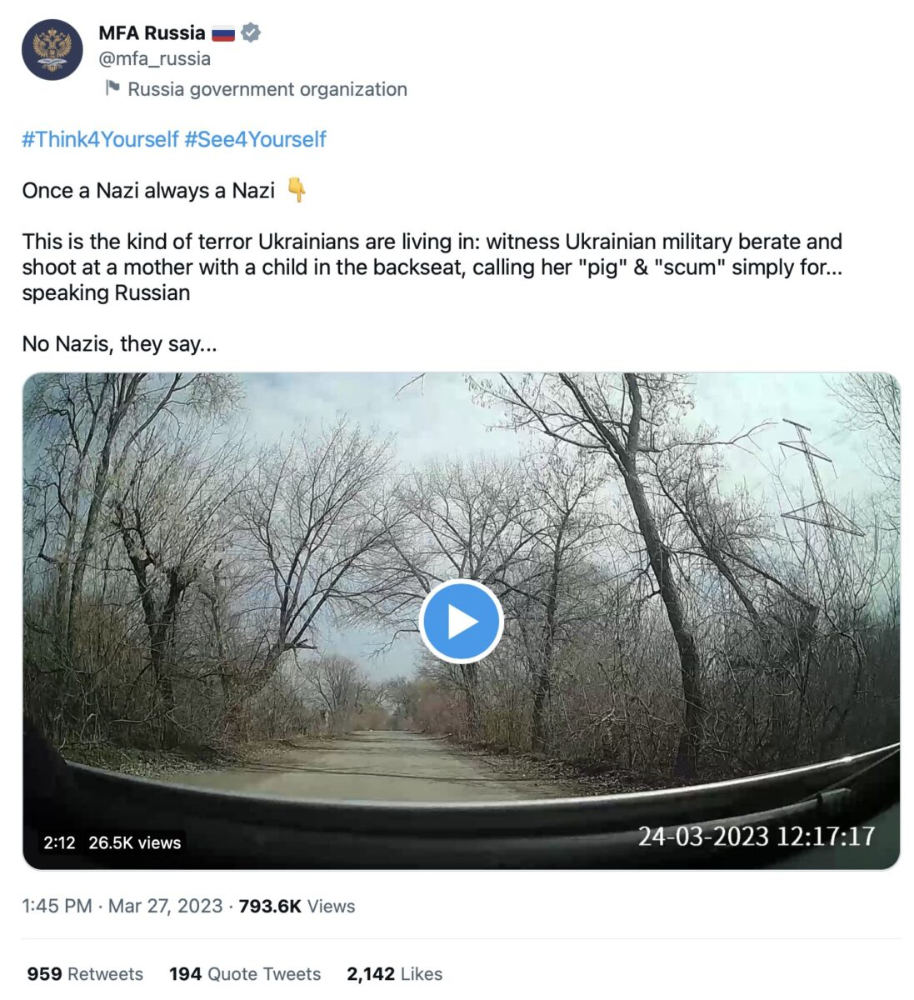 MFA Russia 🇷🇺
@mfa_russia
Russia government organization
#Think4Yourself #See4Yourself
Once a Nazi always a Nazi 👇
This is the kind of terror Ukrainians are living in: witness Ukrainian military berate and
shoot at a mother with a child in the backseat, calling her "pig" & "scum" simply for...
speaking Russian
No Nazis, they say...
2:12 26.5K views
24-03-2023 12:17:17
1:45 PM · Mar 27, 2023 · 793.6K Views
959 Retweets 194 Quote Tweets 2,142 Likes